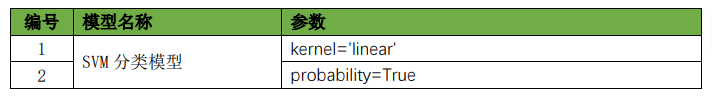 编号 模型名称 参数
1 SVM 分类模型 kernel='linear'
2 probability=True